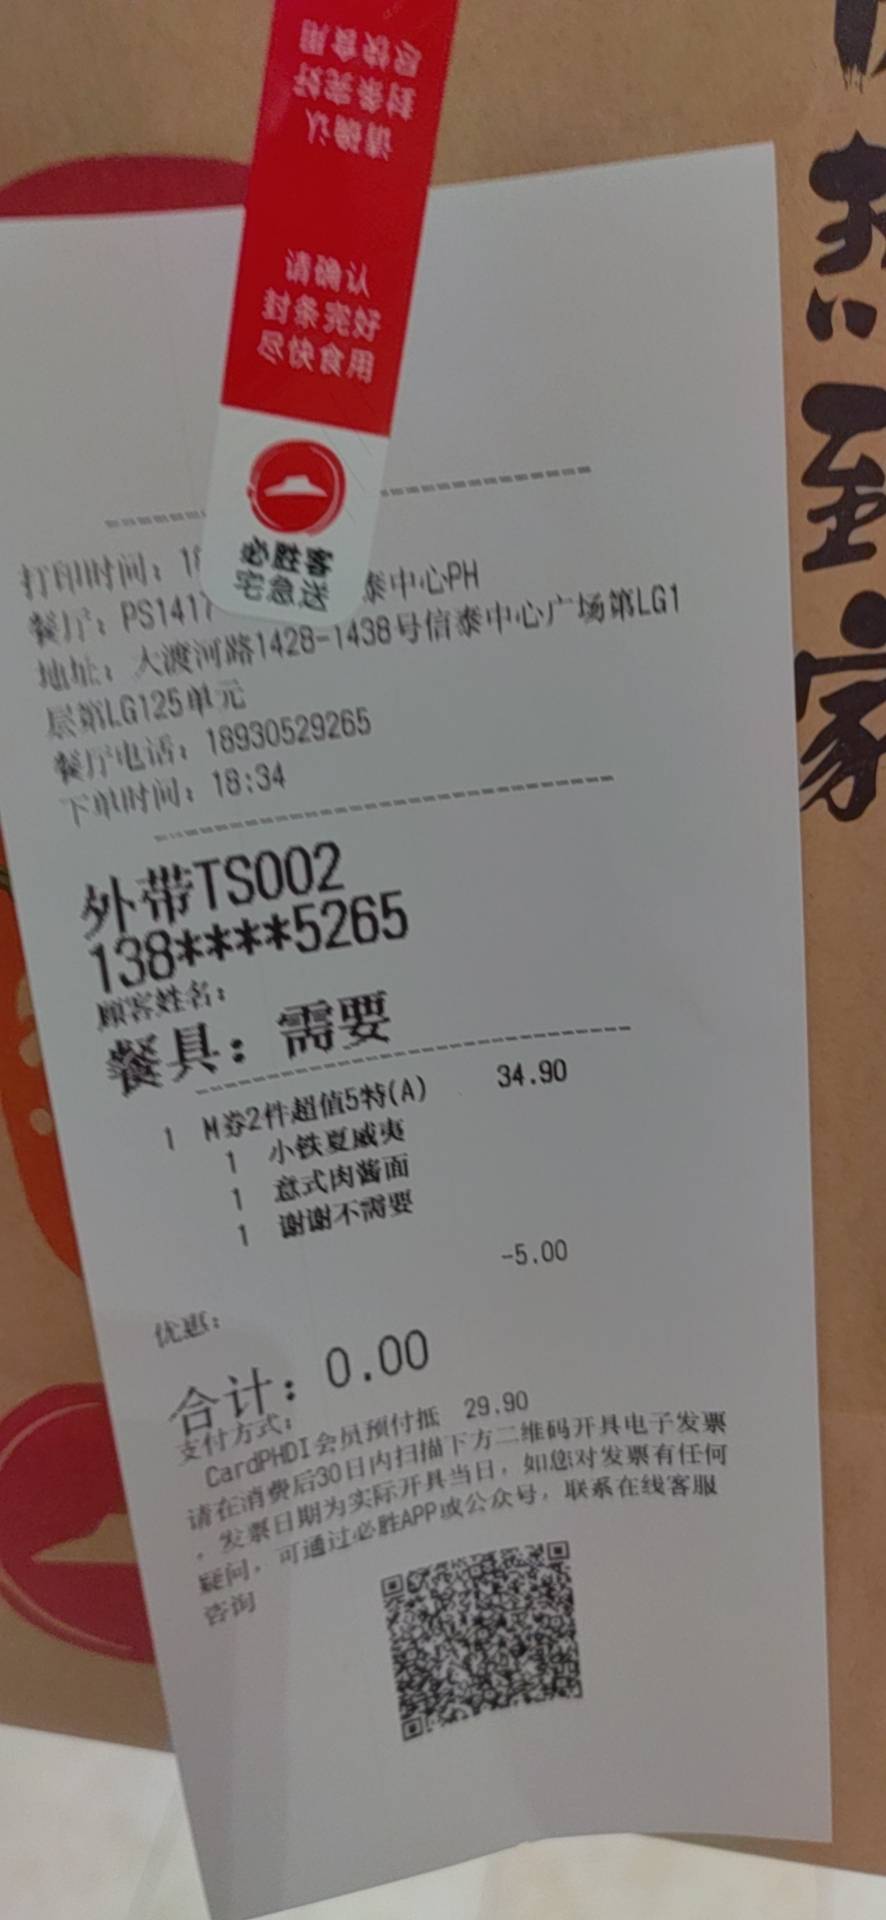 请确认
封条完好
尽快食用
必胜客
宅急送
热到家
打印时间: 18
餐厅: PS1417 泰中心PH
地址: 大渡河路1428-1438号信泰中心广场第LG1
层第LG125单元
餐厅电话: 18930529265
下单时间: 18:34
外带TS002
138****5265
顾客姓名:
餐具: 需要
1 M券2件超值5特(A) 34.90
1 小铁夏威夷
1 意式肉酱面
1 谢谢不需要
-5.00
优惠:
合计: 0.00
支付方式:
CardPHDI会员预付抵 29.90
请在消费后30日内扫描下方二维码开具电子发票
，发票日期为实际开具当日，如您对发票有任何
疑问，可通过必胜APP或公众号，联系在线客服
咨询